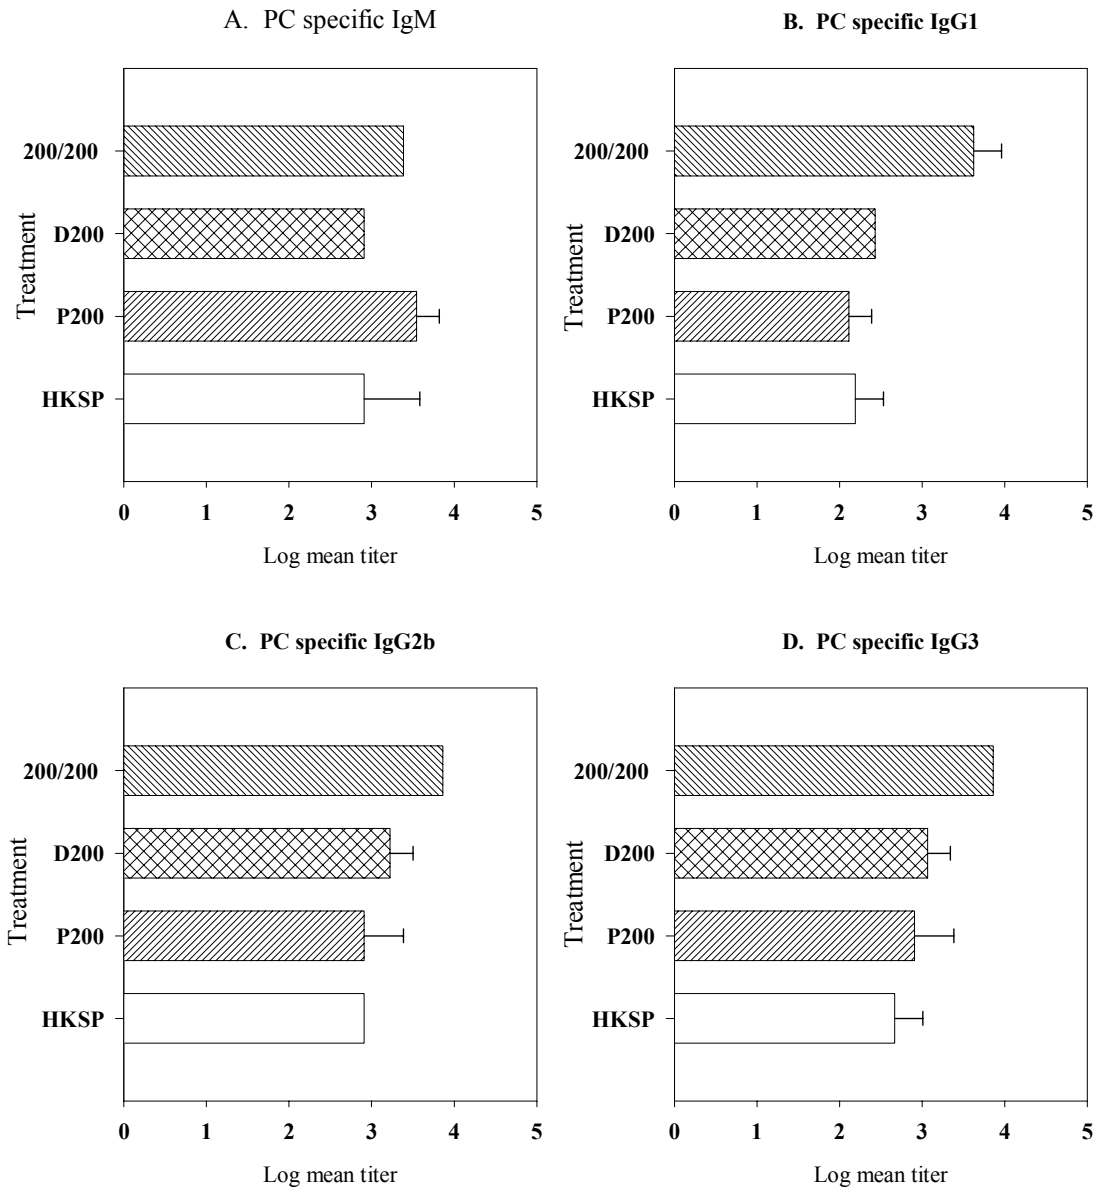 A. PC specific IgM
200/200
D200
P200
HKSP
Treatment
0 1 2 3 4 5
Log mean titer
B. PC specific IgG1
200/200
D200
P200
HKSP
Treatment
0 1 2 3 4 5
Log mean titer
C. PC specific IgG2b
200/200
D200
P200
HKSP
Treatment
0 1 2 3 4 5
Log mean titer
D. PC specific IgG3
200/200
D200
P200
HKSP
Treatment
0 1 2 3 4 5
Log mean titer